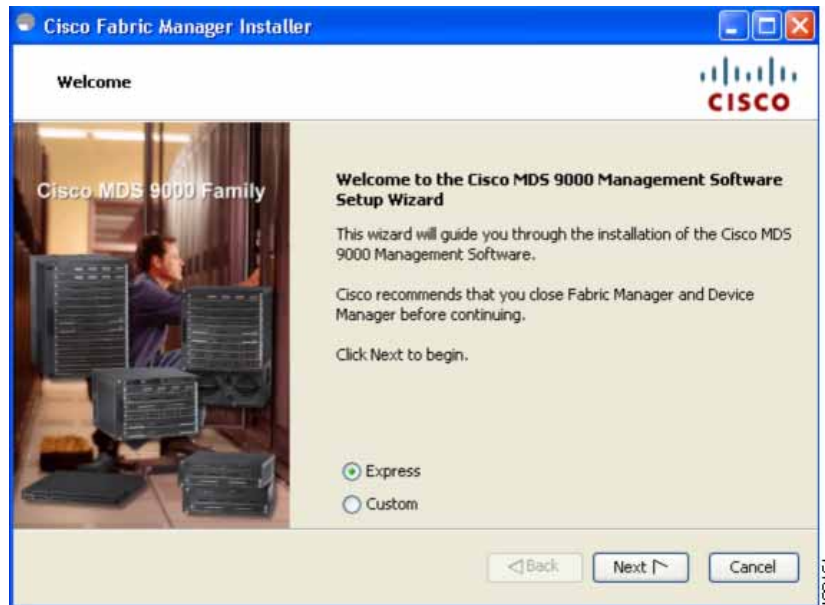 Cisco Fabric Manager Installer
Welcome
CISCO
Cisco MDS 9000 Family
Welcome to the Cisco MDS 9000 Management Software
Setup Wizard
This wizard will guide you through the installation of the Cisco MDS
9000 Management Software.
Cisco recommends that you close Fabric Manager and Device
Manager before continuing.
Click Next to begin.
Express
Custom
Back
Next
Cancel